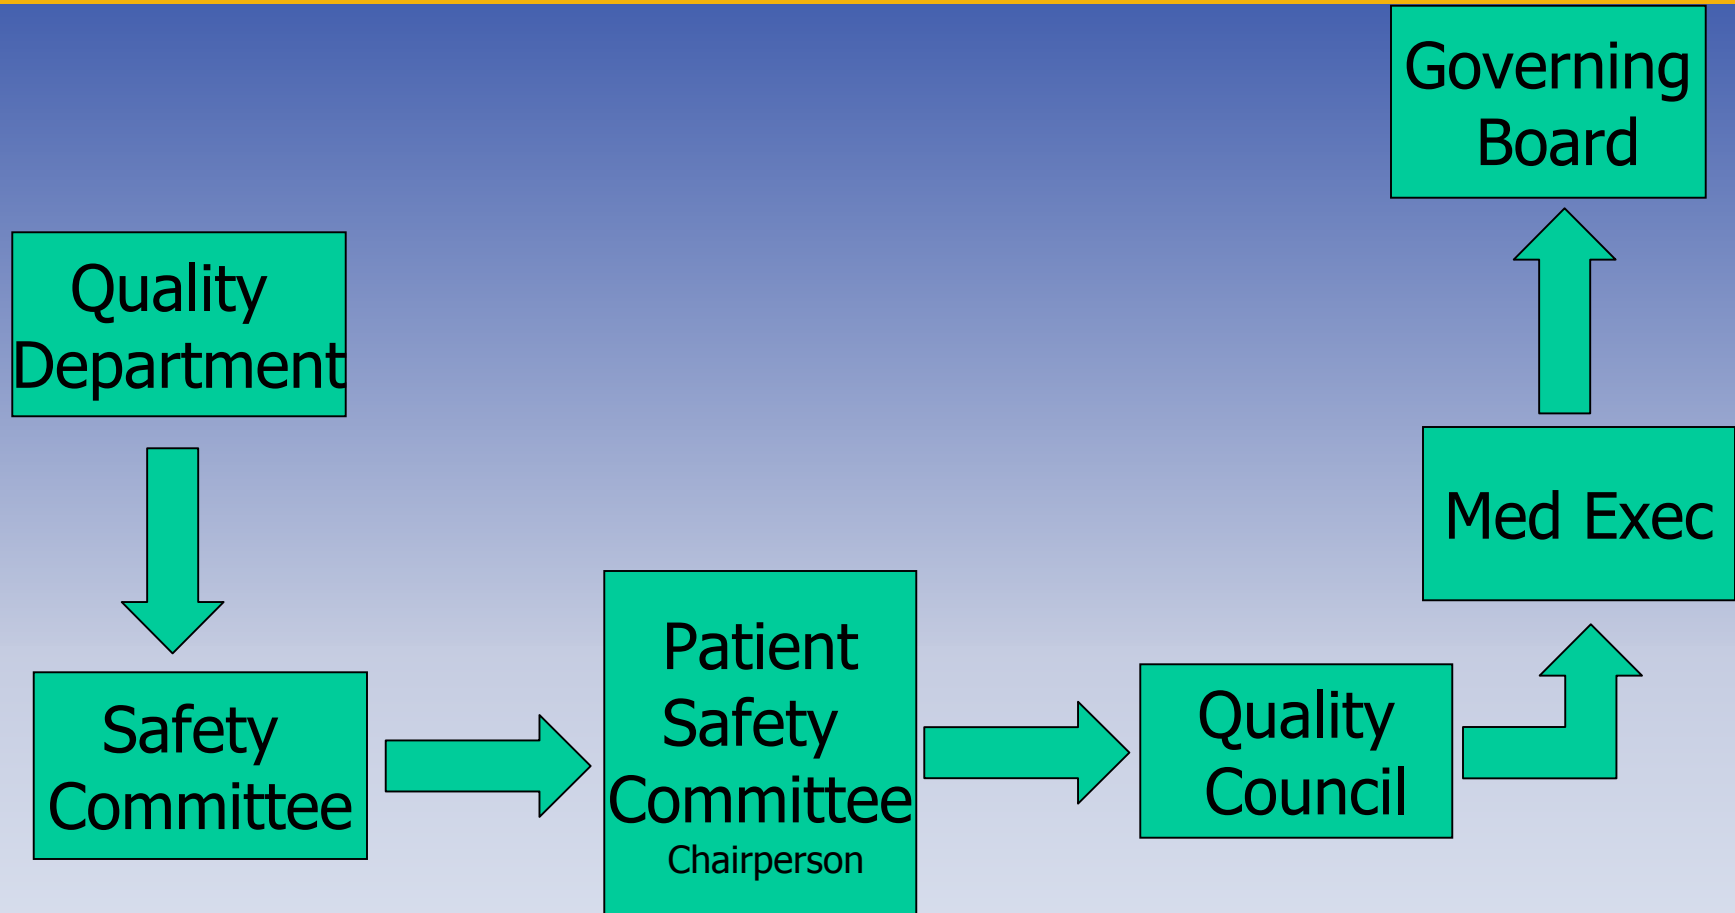 Governing
Board
Quality
Department
Med Exec
Patient
Safety
Committee
Chairperson
Safety
Committee
Quality
Council